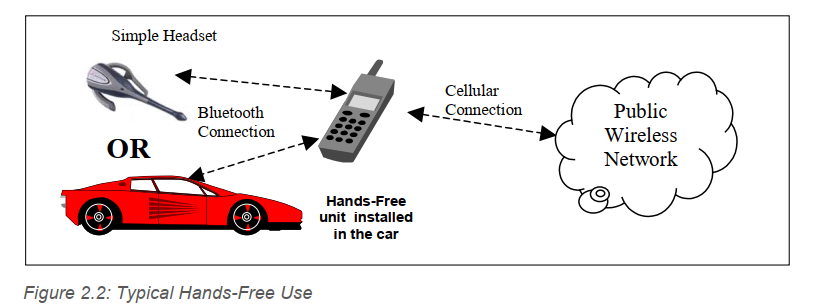 Simple Headset
Cellular
Connection
Bluetooth
Connection
OR
Public
Wireless
Network
Hands-Free
unit installed
in the car
Figure 2.2: Typical Hands-Free Use